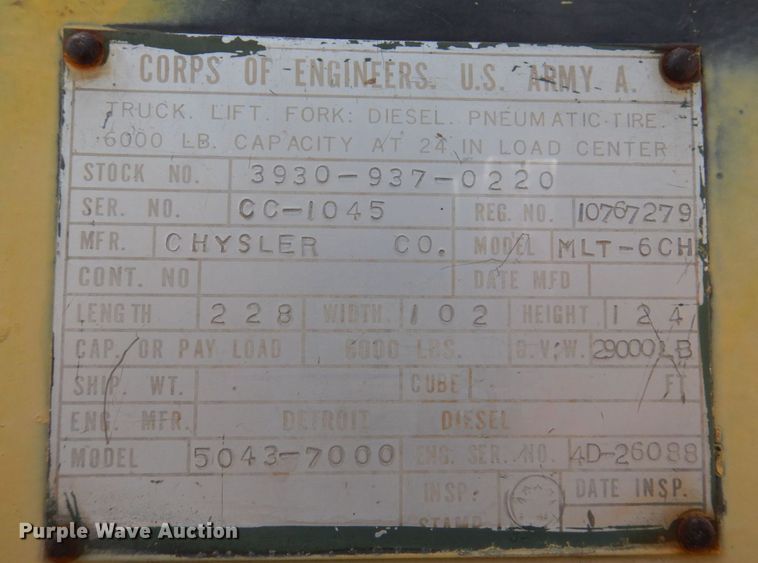 CORPS OF ENGINEERS. U.S. ARMY A.
TRUCK. LIFT. FORK: DIESEL. PNEUMATIC-TIRE.
6000 LB. CAPACITY AT 24 IN LOAD CENTER
STOCK NO. 3930-937-0220
SER. NO. CC-1045 REG. NO. 10767279
MFR. CHYSLER CO. MODEL MLT-6CH
CONT. NO DATE MFD
LENGTH 228 WIDTH. 102 HEIGHT 124
CAP. OR PAY LOAD 6000 LBS. G.V.W. 29000LB
SHIP. WT. CUBE FT
ENG. MFR. DETROIT DIESEL
MODEL 5043-7000 ENG. SER. NO. 4D-26088
INSP. DATE INSP.
STAMP
Purple Wave Auction